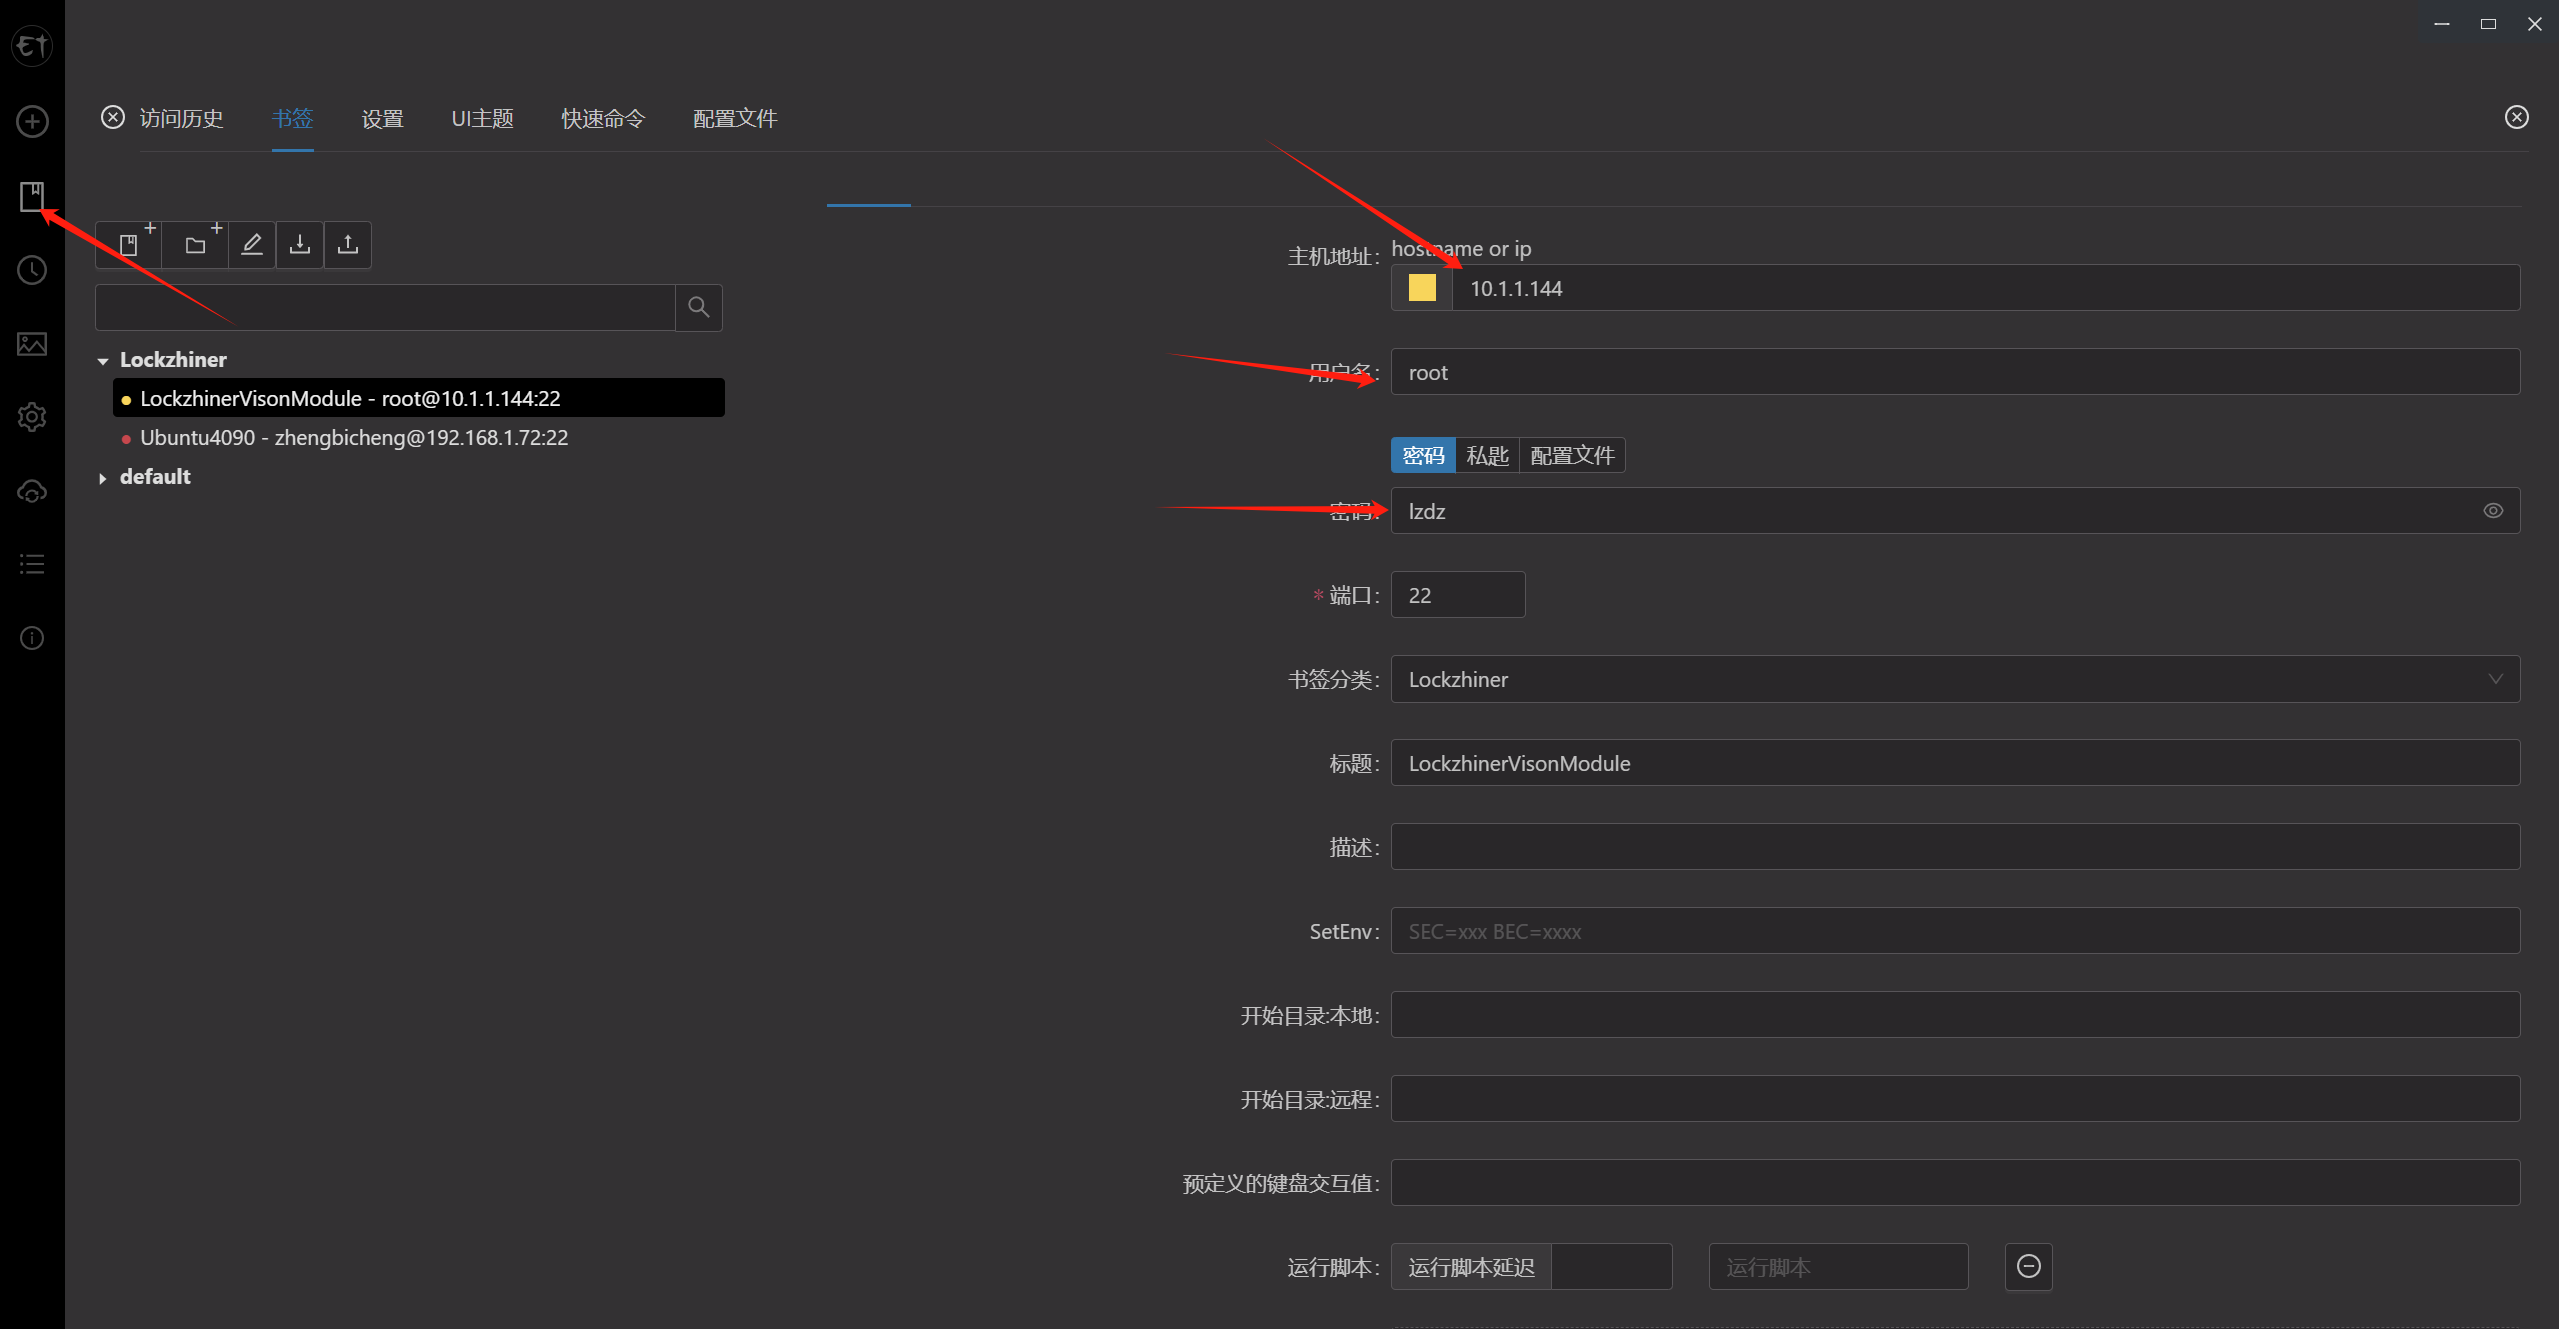 访问历史 书签 设置 UI主题 快速命令 配置文件
Lockzhiner
LockzhinerVisonModule - root@10.1.1.144:22
Ubuntu4090 - zhengbicheng@192.168.1.72:22
default
主机地址: hostname or ip
10.1.1.144
用户名: root
密码 私匙 配置文件
密码: lzdz
* 端口: 22
书签分类: Lockzhiner
标题: LockzhinerVisonModule
描述:
SetEnv: SEC=xxx BEC=xxxx
开始目录:本地:
开始目录:远程:
预定义的键盘交互值:
运行脚本: 运行脚本延迟 运行脚本